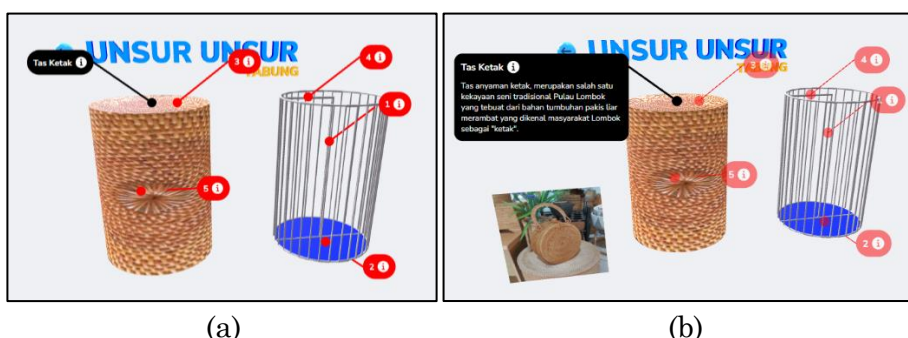 UNSUR UNSUR
TABUNG
Tas Ketak
3
4
1
5
2
(a)
UNSUR UNSUR
TABUNG
Tas Ketak
Tas anyaman ketak, merupakan salah satu
kekayaan seni tradisional Pulau Lombok
yang tebuat dari bahan tumbuhan pakis liar
merambat yang dikenal masyarakat Lombok
sebagai "ketak".
3
4
1
5
2
(b)